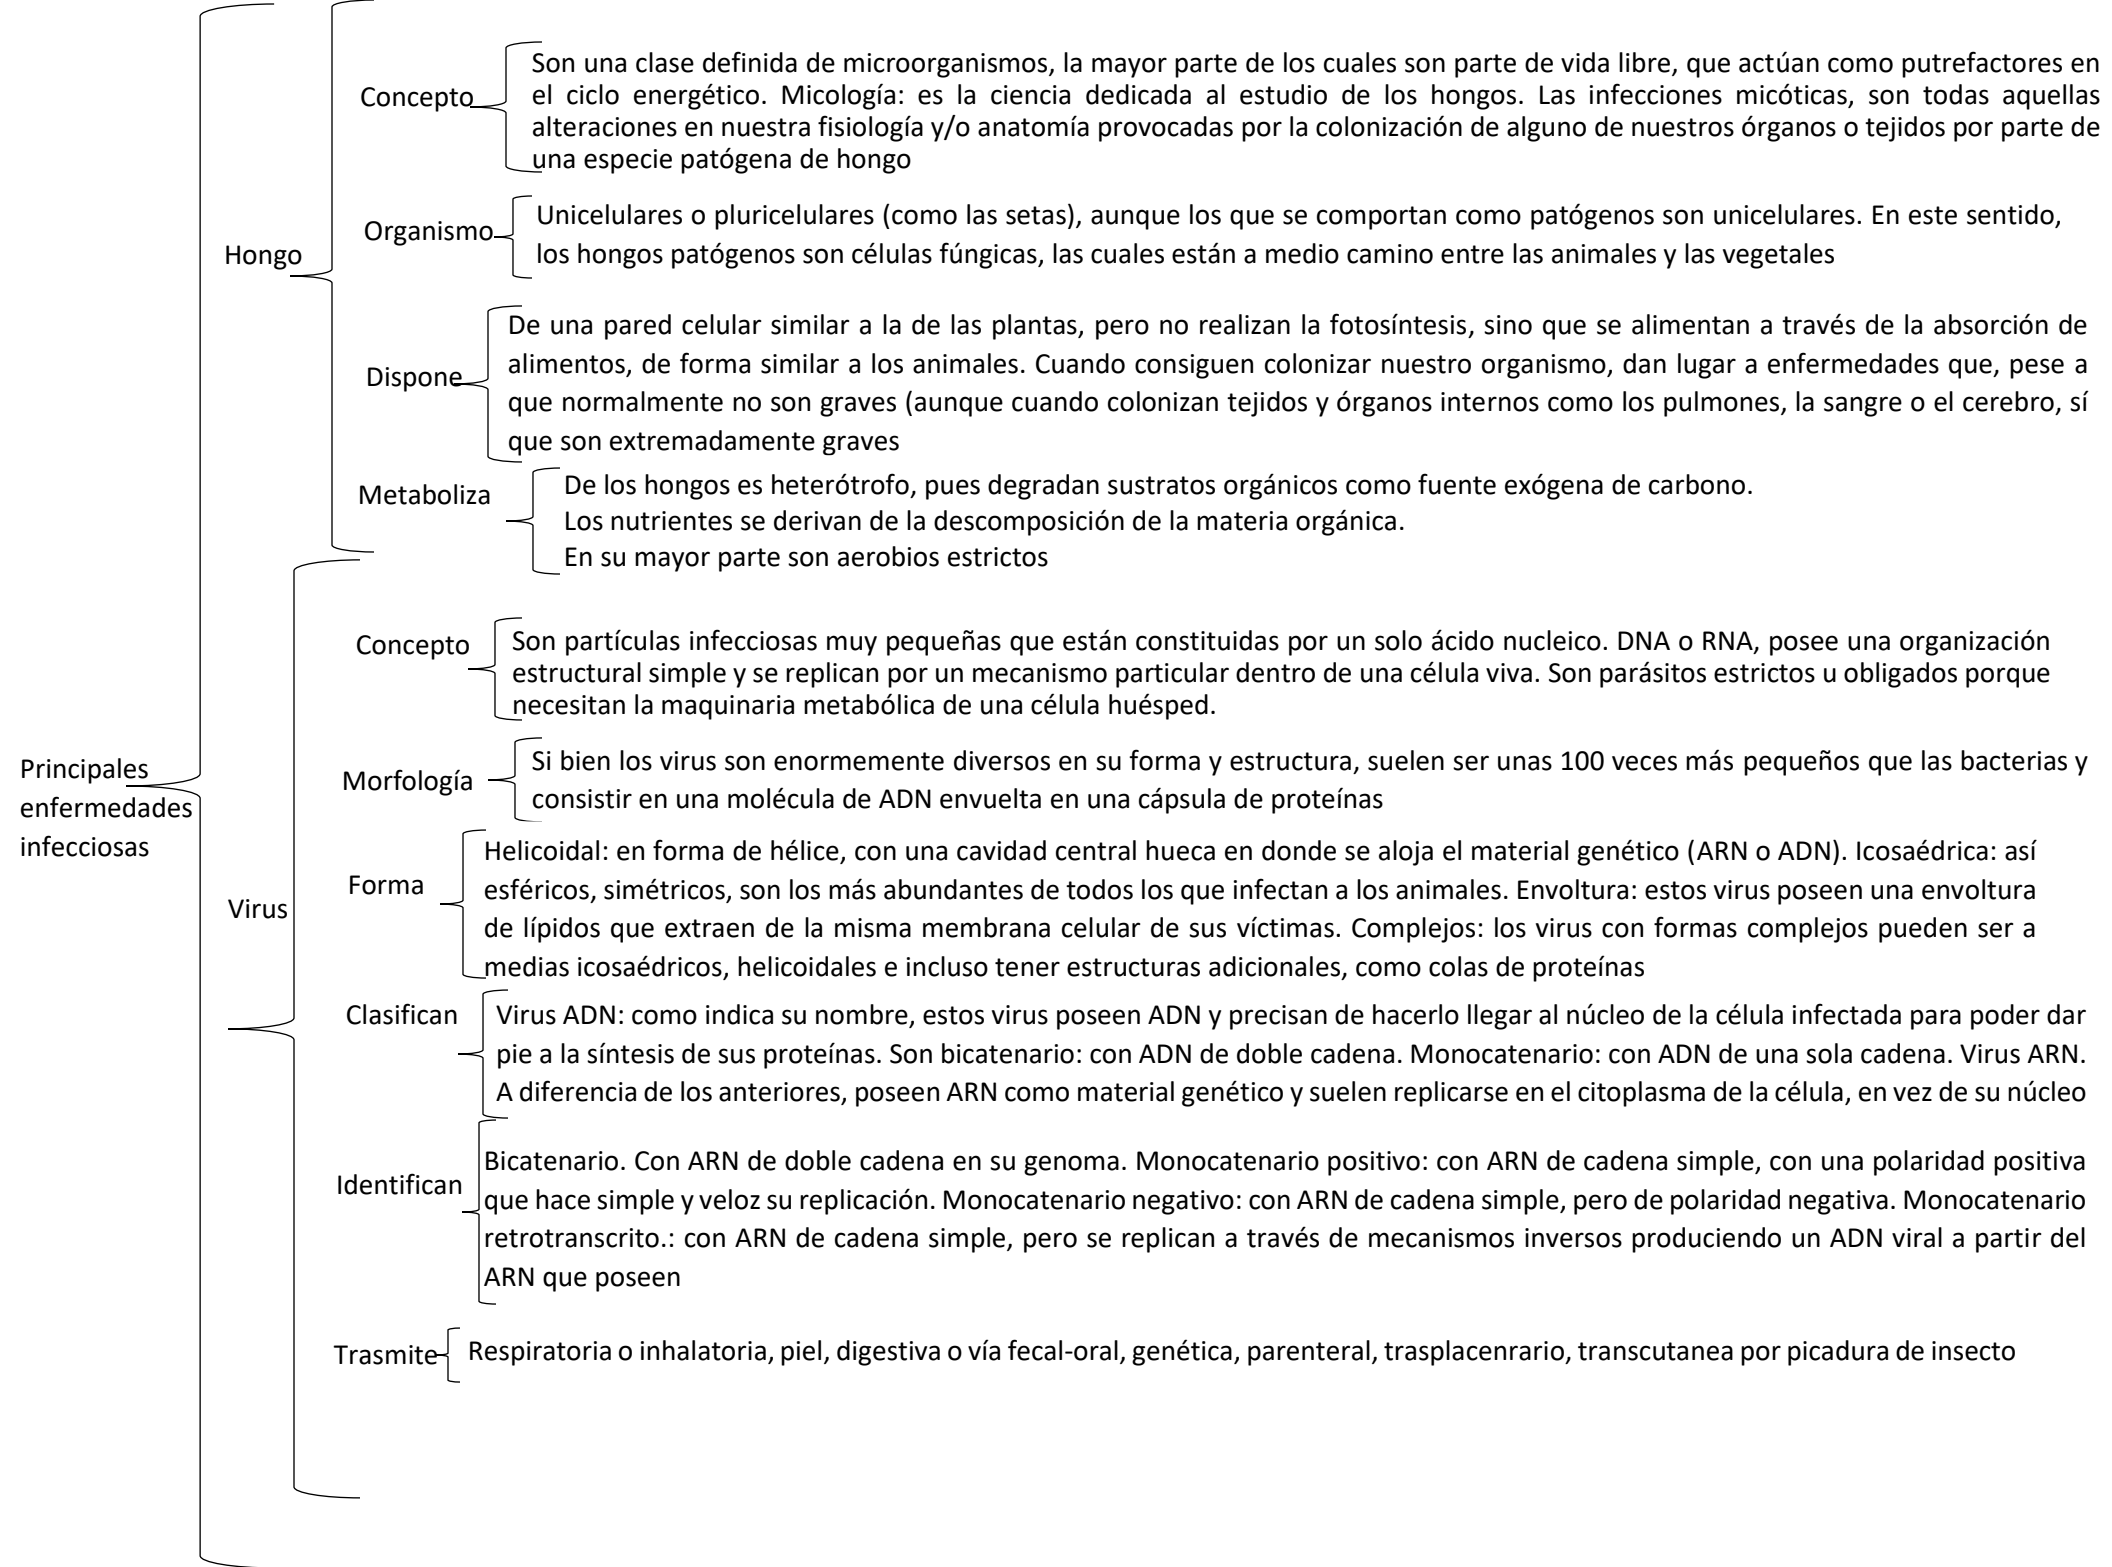 Principales
enfermedades
infecciosas
Hongo
Concepto
Son una clase definida de microorganismos, la mayor parte de los cuales son parte de vida libre, que actúan como putrefactores en
el ciclo energético. Micología: es la ciencia dedicada al estudio de los hongos. Las infecciones micóticas, son todas aquellas
alteraciones en nuestra fisiología y/o anatomía provocadas por la colonización de alguno de nuestros órganos o tejidos por parte de
una especie patógena de hongo
Organismo
Unicelulares o pluricelulares (como las setas), aunque los que se comportan como patógenos son unicelulares. En este sentido,
los hongos patógenos son células fúngicas, las cuales están a medio camino entre las animales y las vegetales
Dispone
De una pared celular similar a la de las plantas, pero no realizan la fotosíntesis, sino que se alimentan a través de la absorción de
alimentos, de forma similar a los animales. Cuando consiguen colonizar nuestro organismo, dan lugar a enfermedades que, pese a
que normalmente no son graves (aunque cuando colonizan tejidos y órganos internos como los pulmones, la sangre o el cerebro, sí
que son extremadamente graves
Metaboliza
De los hongos es heterótrofo, pues degradan sustratos orgánicos como fuente exógena de carbono.
Los nutrientes se derivan de la descomposición de la materia orgánica.
En su mayor parte son aerobios estrictos
Virus
Concepto
Son partículas infecciosas muy pequeñas que están constituidas por un solo ácido nucleico. DNA o RNA, posee una organización
estructural simple y se replican por un mecanismo particular dentro de una célula viva. Son parásitos estrictos u obligados porque
necesitan la maquinaria metabólica de una célula huésped.
Morfología
Si bien los virus son enormemente diversos en su forma y estructura, suelen ser unas 100 veces más pequeños que las bacterias y
consistir en una molécula de ADN envuelta en una cápsula de proteínas
Forma
Helicoidal: en forma de hélice, con una cavidad central hueca en donde se aloja el material genético (ARN o ADN). Icosaédrica: así
esféricos, simétricos, son los más abundantes de todos los que infectan a los animales. Envoltura: estos virus poseen una envoltura
de lípidos que extraen de la misma membrana celular de sus víctimas. Complejos: los virus con formas complejos pueden ser a
medias icosaédricos, helicoidales e incluso tener estructuras adicionales, como colas de proteínas
Clasifican
Virus ADN: como indica su nombre, estos virus poseen ADN y precisan de hacerlo llegar al núcleo de la célula infectada para poder dar
pie a la síntesis de sus proteínas. Son bicatenario: con ADN de doble cadena. Monocatenario: con ADN de una sola cadena. Virus ARN.
A diferencia de los anteriores, poseen ARN como material genético y suelen replicarse en el citoplasma de la célula, en vez de su núcleo
Identifican
Bicatenario. Con ARN de doble cadena en su genoma. Monocatenario positivo: con ARN de cadena simple, con una polaridad positiva
que hace simple y veloz su replicación. Monocatenario negativo: con ARN de cadena simple, pero de polaridad negativa. Monocatenario
retrotranscrito.: con ARN de cadena simple, pero se replican a través de mecanismos inversos produciendo un ADN viral a partir del
ARN que poseen
Trasmite
Respiratoria o inhalatoria, piel, digestiva o vía fecal-oral, genética, parenteral, trasplacenrario, transcutanea por picadura de insecto